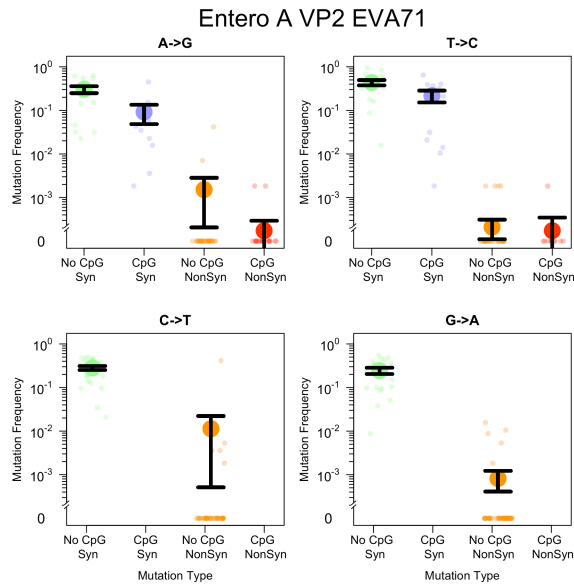 Entero A VP2 EVA71
A->G
T->C
Mutation Frequency
10^0
10^-1
10^-2
10^-3
0
No CpG Syn
CpG Syn
No CpG NonSyn
CpG NonSyn
Mutation Frequency
10^0
10^-1
10^-2
10^-3
0
No CpG Syn
CpG Syn
No CpG NonSyn
CpG NonSyn
C->T
G->A
Mutation Frequency
10^0
10^-1
10^-2
10^-3
0
No CpG Syn
CpG Syn
No CpG NonSyn
CpG NonSyn
Mutation Type
Mutation Frequency
10^0
10^-1
10^-2
10^-3
0
No CpG Syn
CpG Syn
No CpG NonSyn
CpG NonSyn
Mutation Type